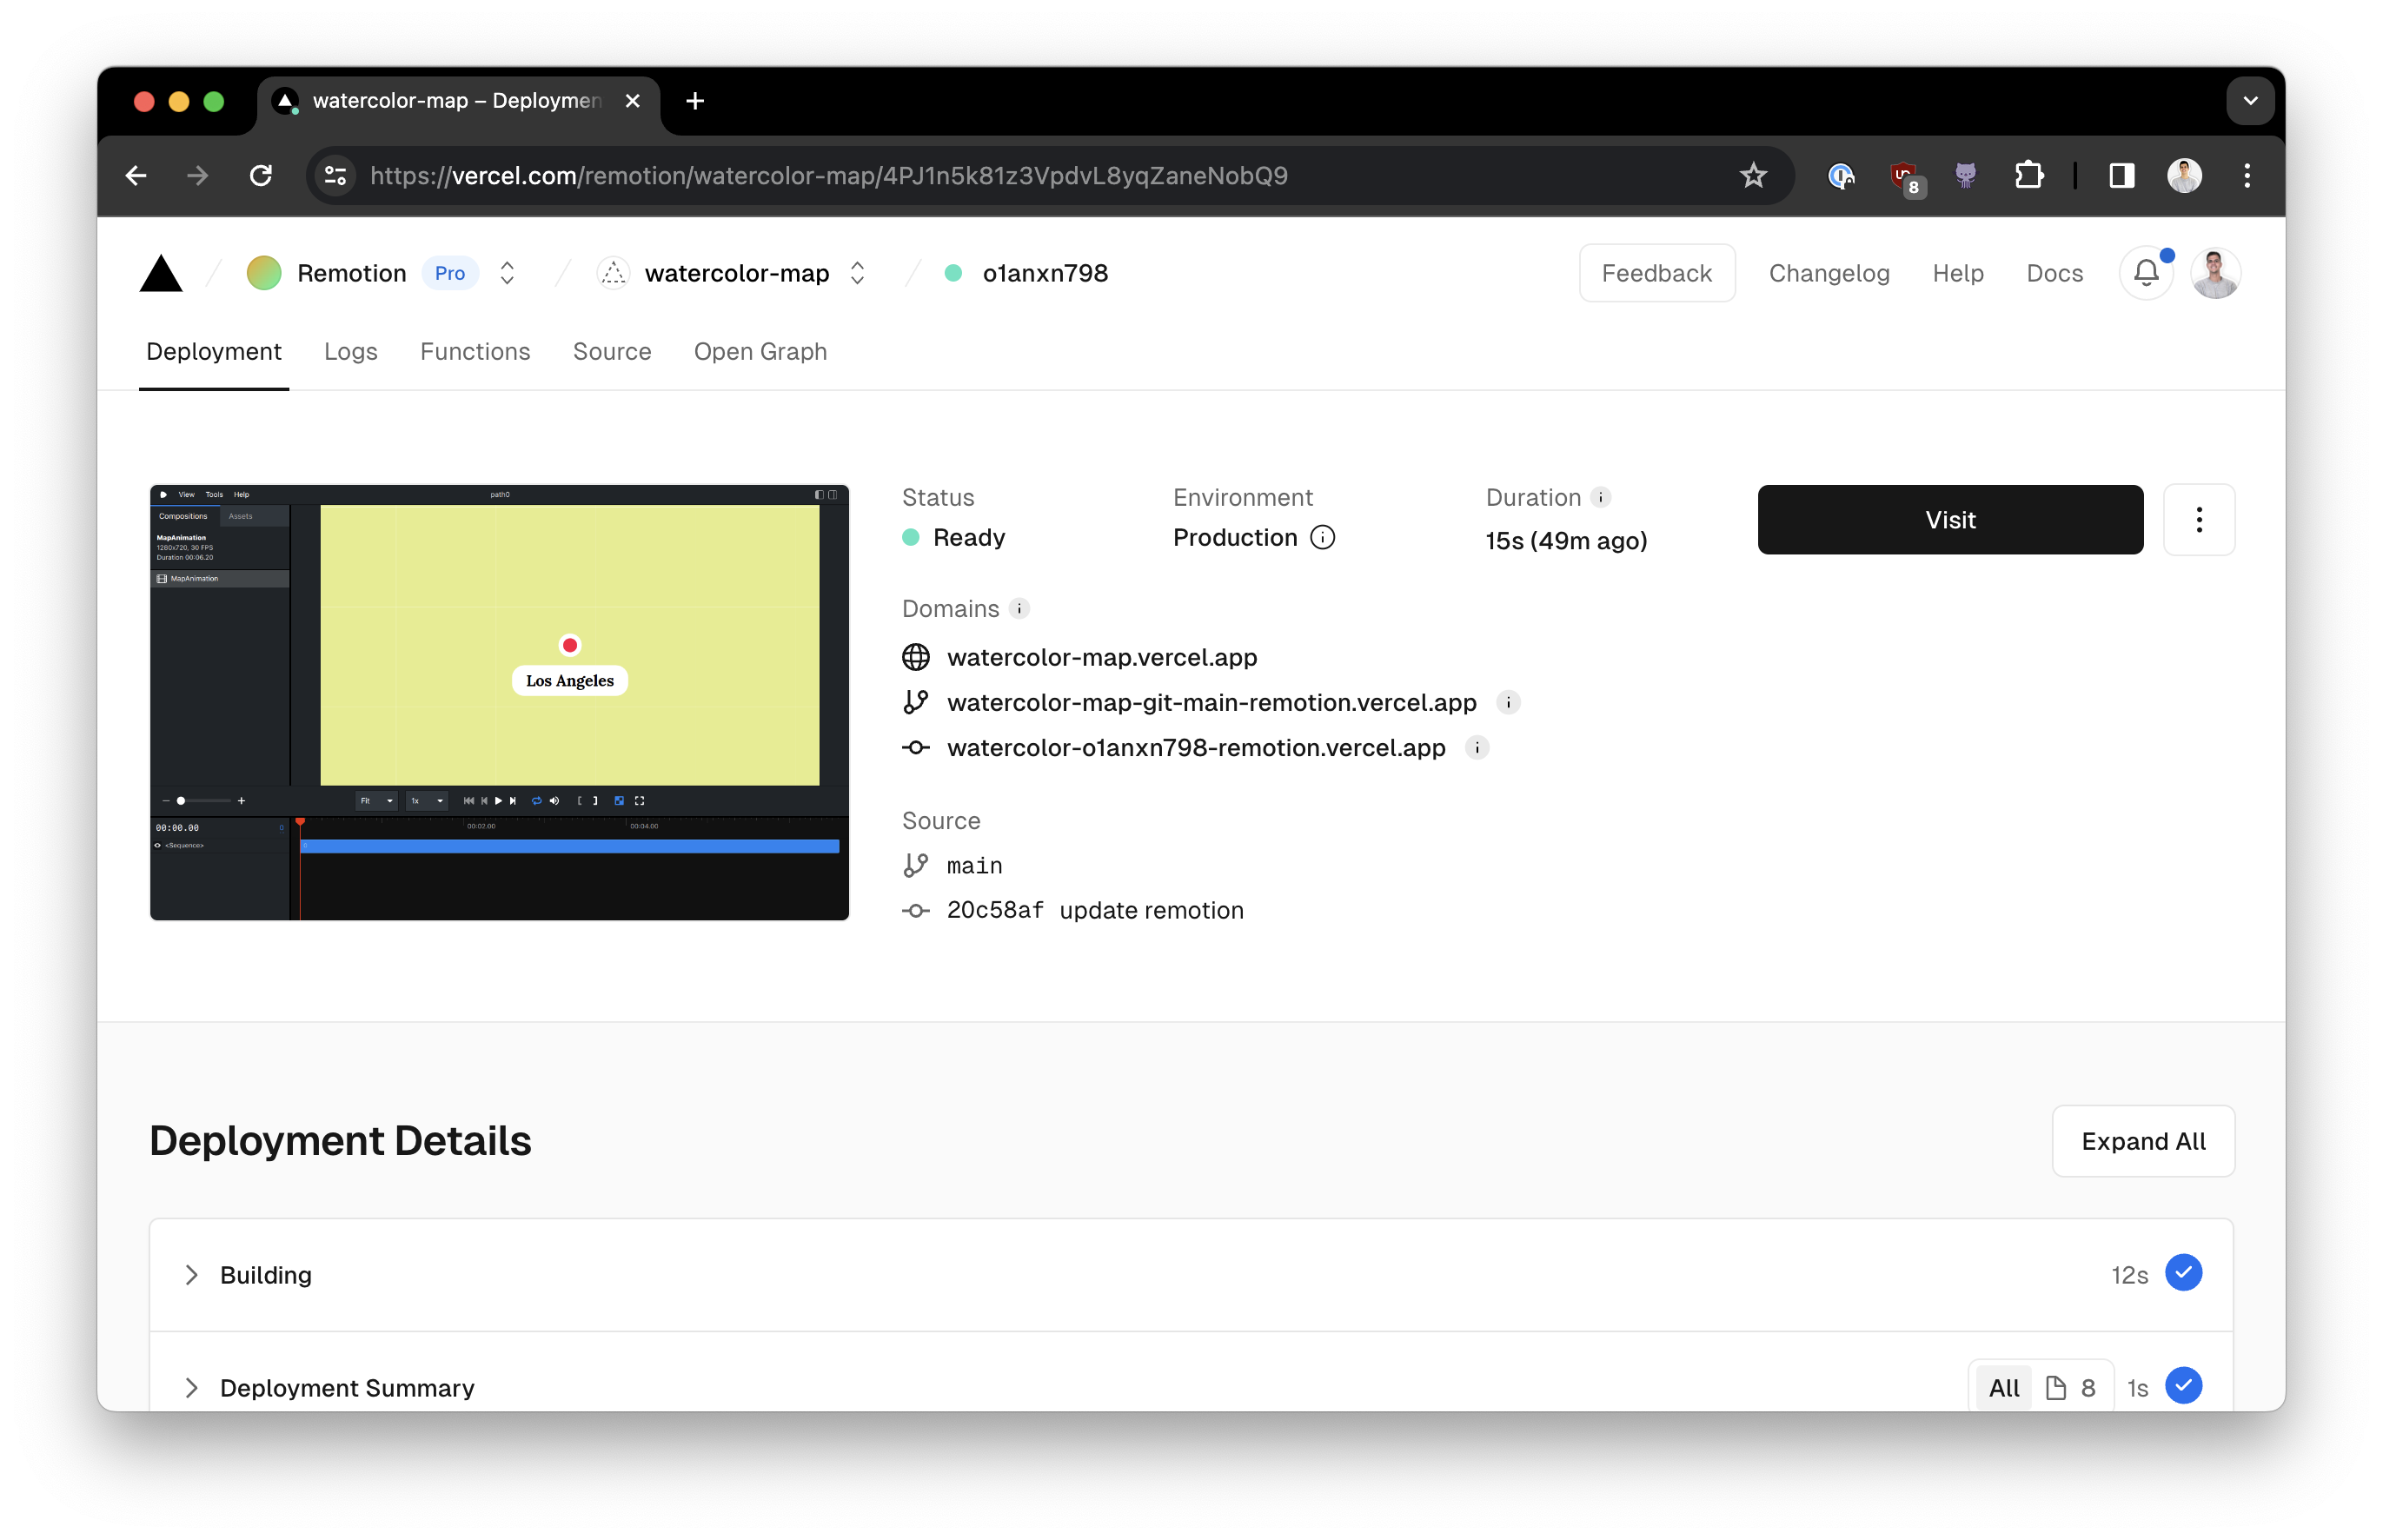 watercolor-map – Deploymen
https://vercel.com/remotion/watercolor-map/4PJ1n5k81z3VpdvL8yqZaneNobQ9
8
Remotion Pro watercolor-map o1anxn798
Feedback Changelog Help Docs
Deployment Logs Functions Source Open Graph
View Tools Help path0
Compositions Assets
MapAnimation
1280x720, 30 FPS
Duration 00:06.20
MapAnimation
Los Angeles
Fit 1x
00:00.00 0 00:02.00 00:04.00
<Sequence>
Status Environment Duration
Ready Production 15s (49m ago)
Visit
Domains
watercolor-map.vercel.app
watercolor-map-git-main-remotion.vercel.app
watercolor-o1anxn798-remotion.vercel.app
Source
main
20c58af update remotion
Deployment Details
Expand All
Building 12s
Deployment Summary All 8 1s